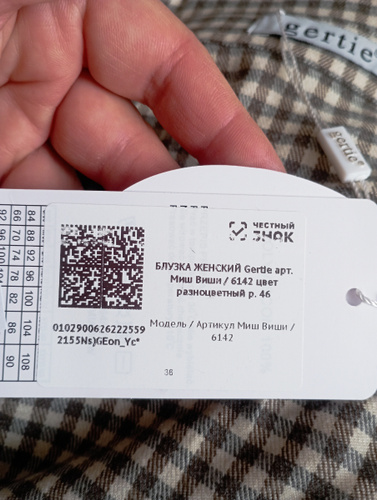 gertie
gertie
ЧЕСТНЫЙ
ЗНАК
БЛУЗКА ЖЕНСКИЙ Gertie арт.
Миш Виши / 6142 цвет
разноцветный р. 46
0102900626222559
2155Ns)GEon_Yc*
Модель / Артикул Миш Виши /
6142
36
84 88 92 96 100 104 108
66 70 74 78 82 86 90